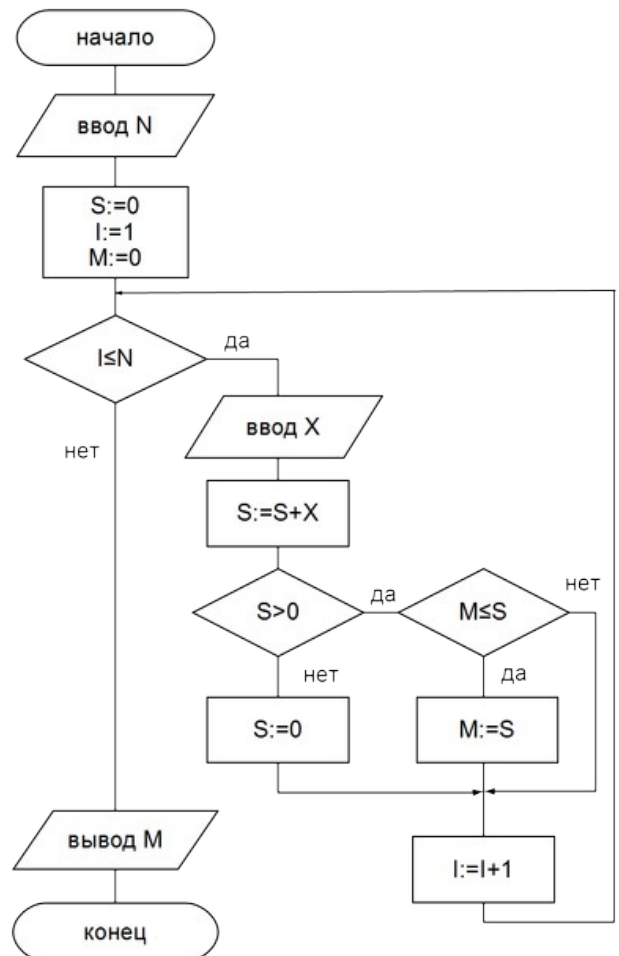 начало
ввод N
S:=0
I:=1
M:=0
I≤N
да
нет
ввод X
S:=S+X
S>0
да
M≤S
нет
нет
да
S:=0
M:=S
I:=I+1
вывод M
конец